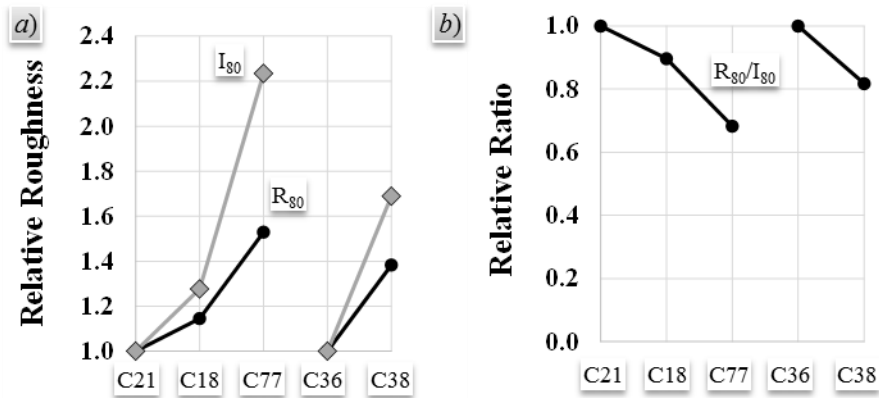 a)
Relative Roughness
2.4
2.2
2.0
1.8
1.6
1.4
1.2
1.0
I80
R80
C21
C18
C77
C36
C38
b)
Relative Ratio
1.0
0.8
0.6
0.4
0.2
0.0
R80/I80
C21
C18
C77
C36
C38